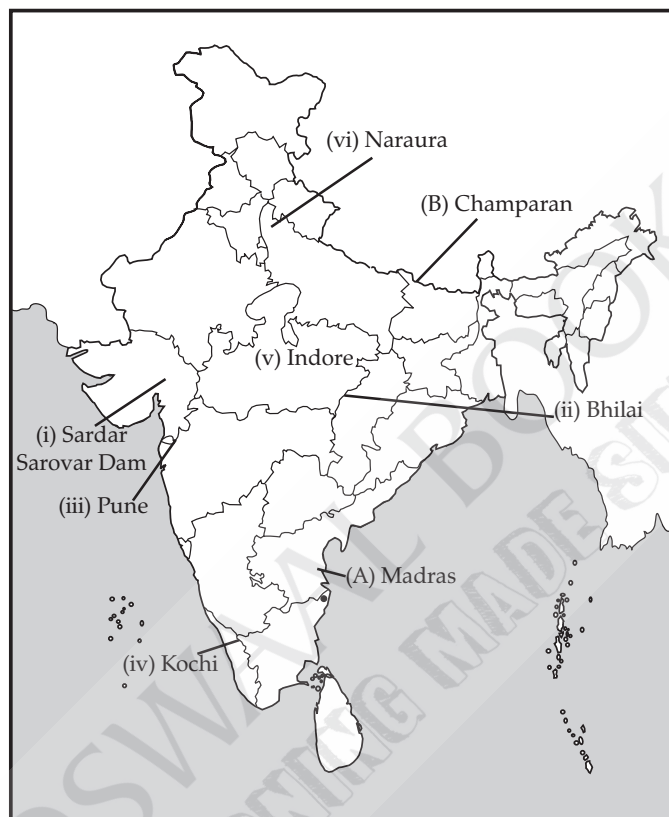 (vi) Naraura
(B) Champaran
(v) Indore
(ii) Bhilai
(i) Sardar
Sarovar Dam
(iii) Pune
(A) Madras
(iv) Kochi